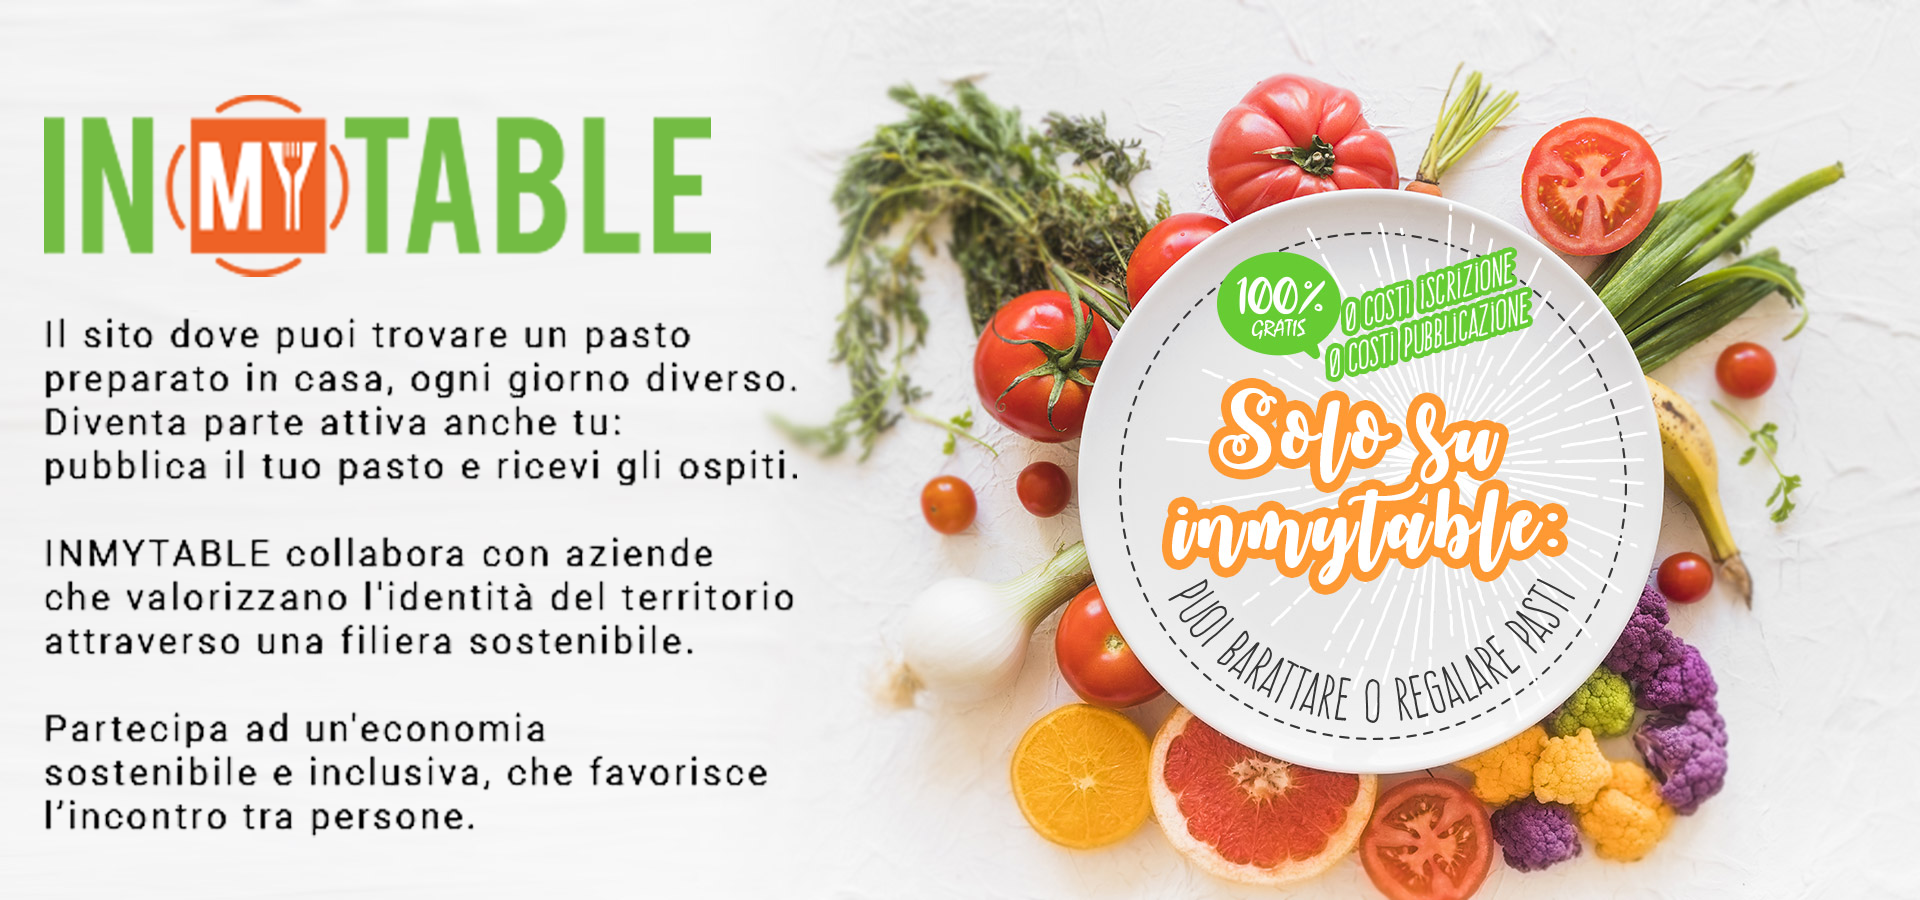 INMYTABLE
Il sito dove puoi trovare un pasto
preparato in casa, ogni giorno diverso.
Diventa parte attiva anche tu:
pubblica il tuo pasto e ricevi gli ospiti.
INMYTABLE collabora con aziende
che valorizzano l'identità del territorio
attraverso una filiera sostenibile.
Partecipa ad un'economia
sostenibile e inclusiva, che favorisce
l’incontro tra persone.
100%
GRATIS
0 COSTI ISCRIZIONE
0 COSTI PUBBLICAZIONE
Solo su
inmytable:
PUOI BARATTARE O REGALARE PASTI